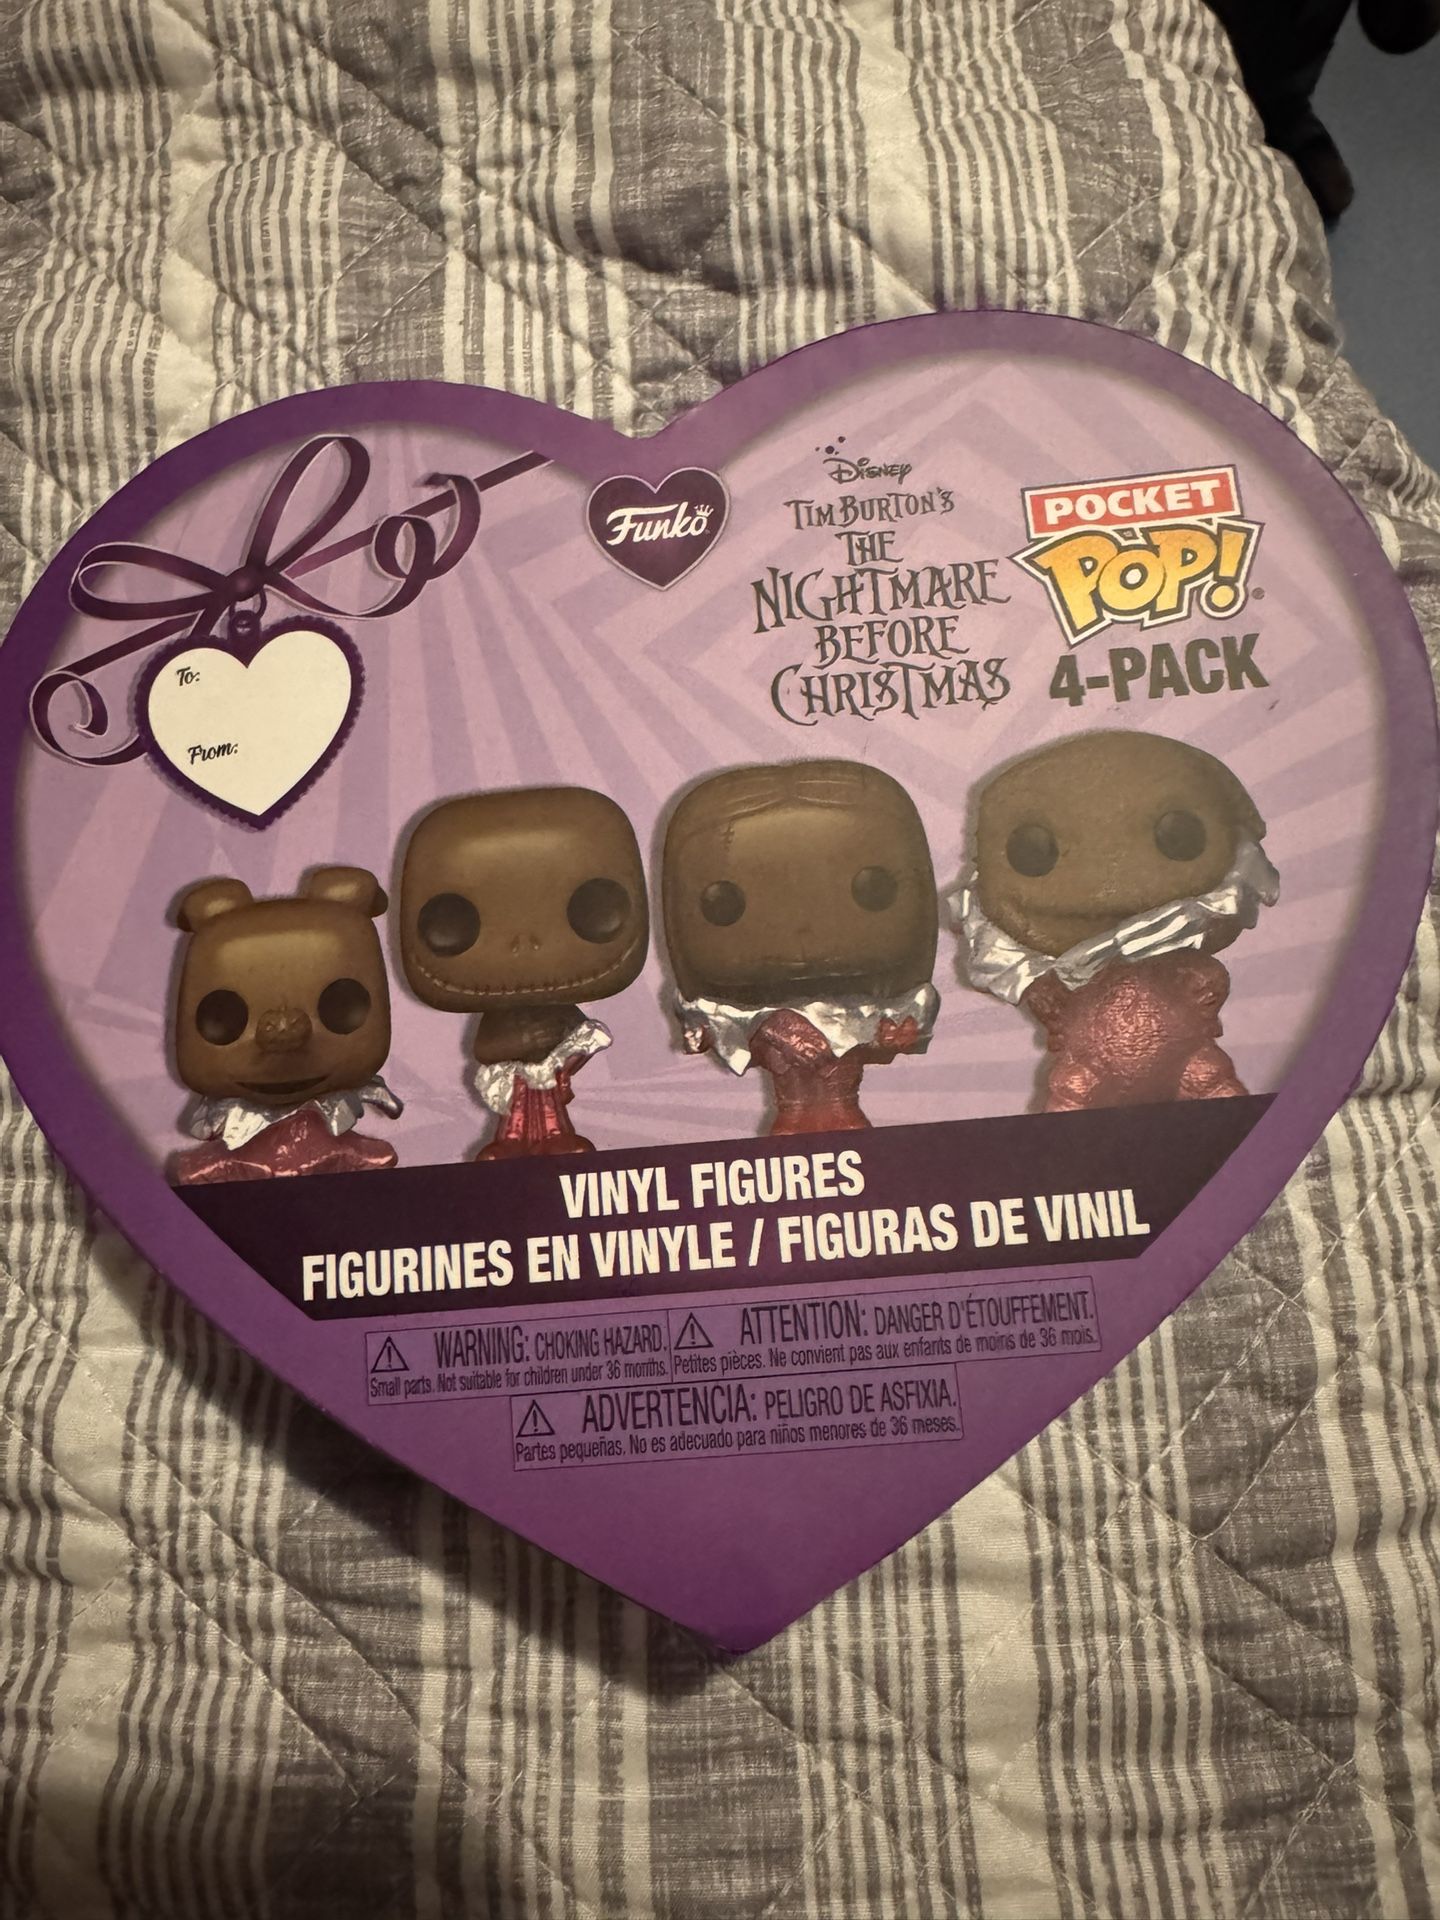 To:
From:
Funko
Disney
TIM BURTON'S
THE
NIGHTMARE
BEFORE
CHRISTMAS
POCKET
POP!®
4-PACK
VINYL FIGURES
FIGURINES EN VINYLE / FIGURAS DE VINIL
⚠ WARNING: CHOKING HAZARD.
Small parts. Not suitable for children under 36 months.
⚠ ATTENTION: DANGER D'ÉTOUFFEMENT.
Petites pièces. Ne convient pas aux enfants de moins de 36 mois.
⚠ ADVERTENCIA: PELIGRO DE ASFIXIA.
Partes pequeñas. No es adecuado para niños menores de 36 meses.